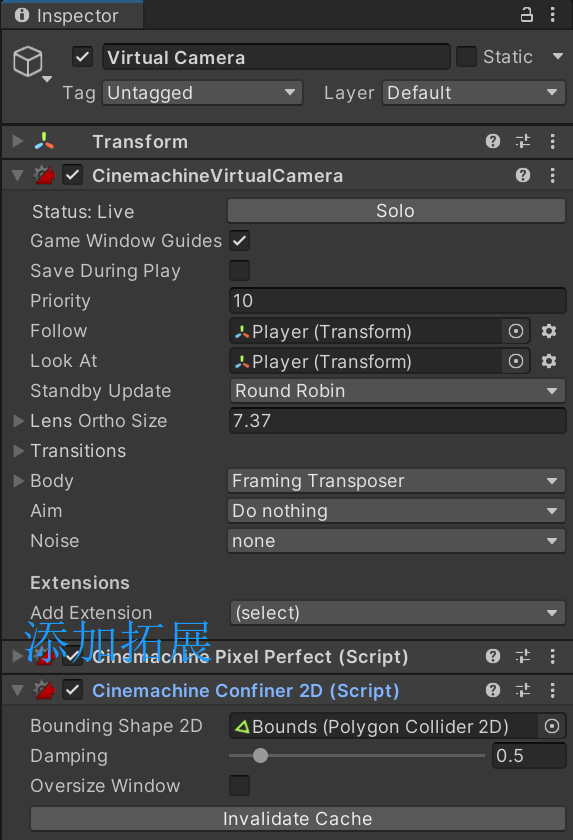 Inspector
Virtual Camera
Static
Tag Untagged
Layer Default
Transform
CinemachineVirtualCamera
Status: Live
Solo
Game Window Guides
Save During Play
Priority
10
Follow
Player (Transform)
Look At
Player (Transform)
Standby Update
Round Robin
Lens Ortho Size
7.37
Transitions
Body
Framing Transposer
Aim
Do nothing
Noise
none
Extensions
Add Extension
(select)
添加拓展
Cinemachine Pixel Perfect (Script)
Cinemachine Confiner 2D (Script)
Bounding Shape 2D
Bounds (Polygon Collider 2D)
Damping
0.5
Oversize Window
Invalidate Cache